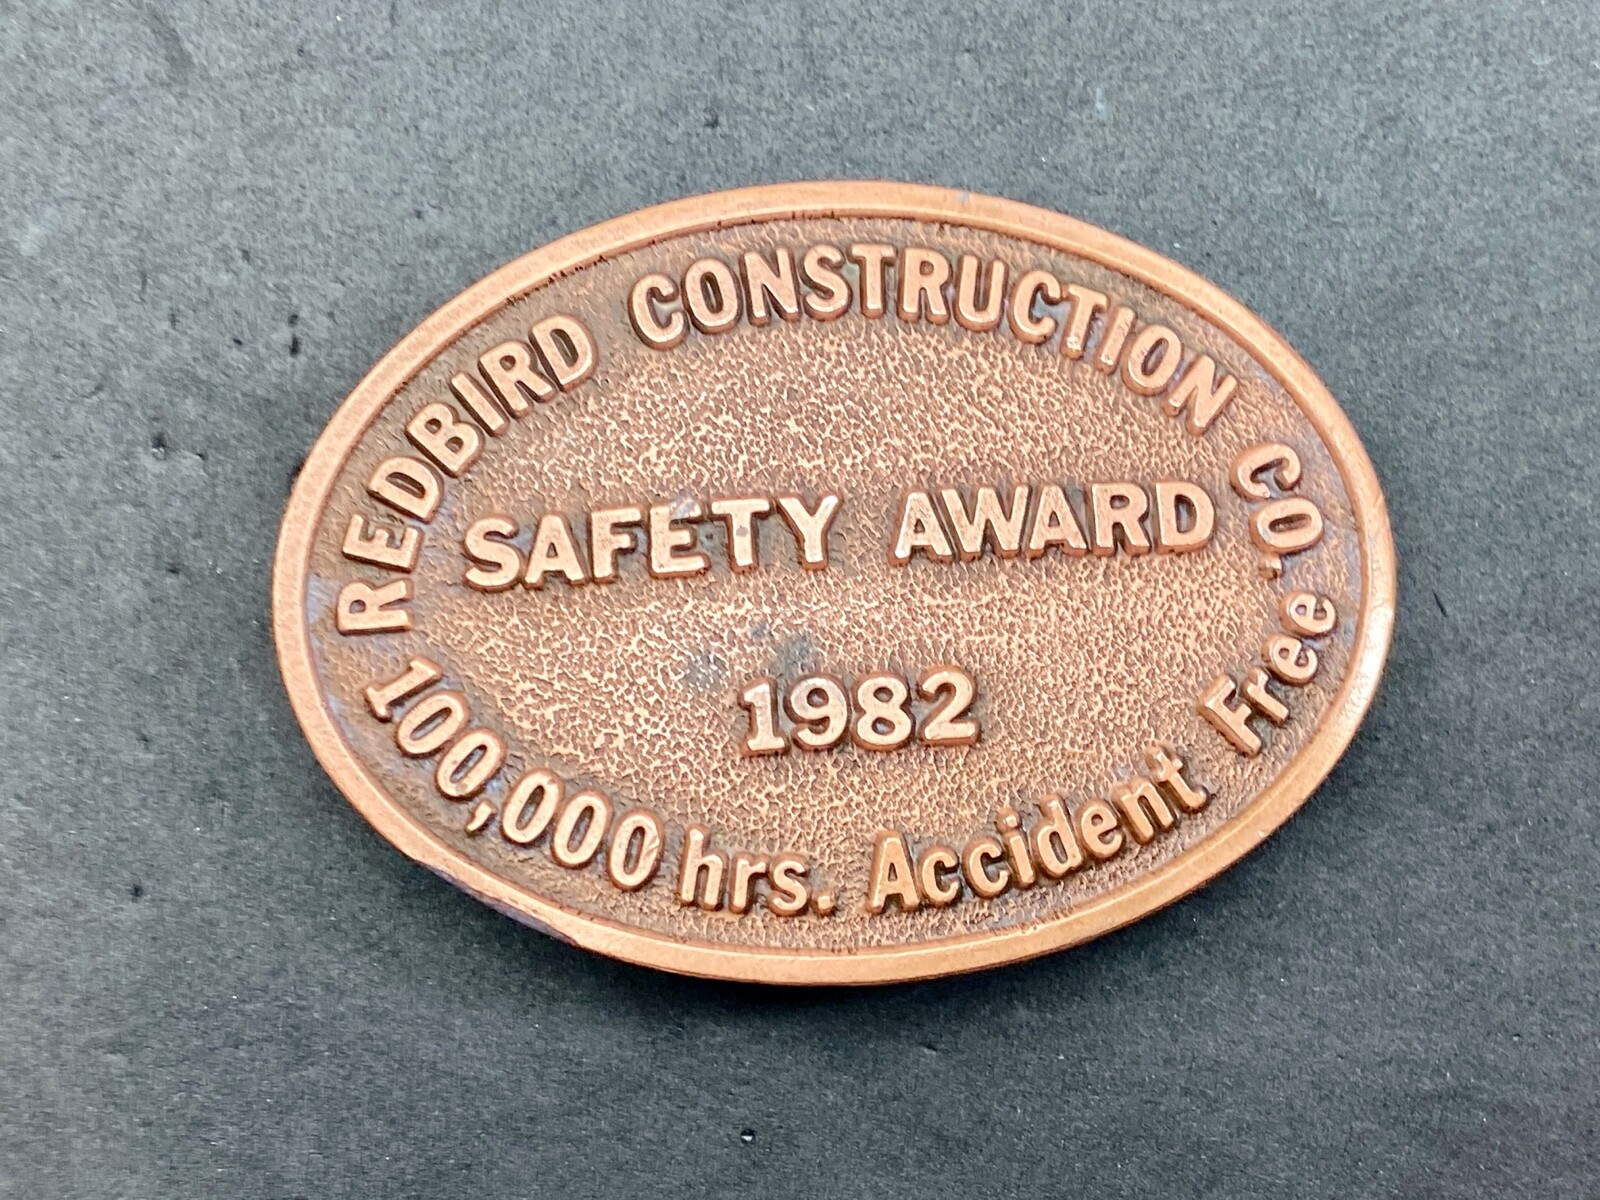 REDBIRD CONSTRUCTION CO.
SAFETY AWARD
1982
100,000 hrs. Accident Free